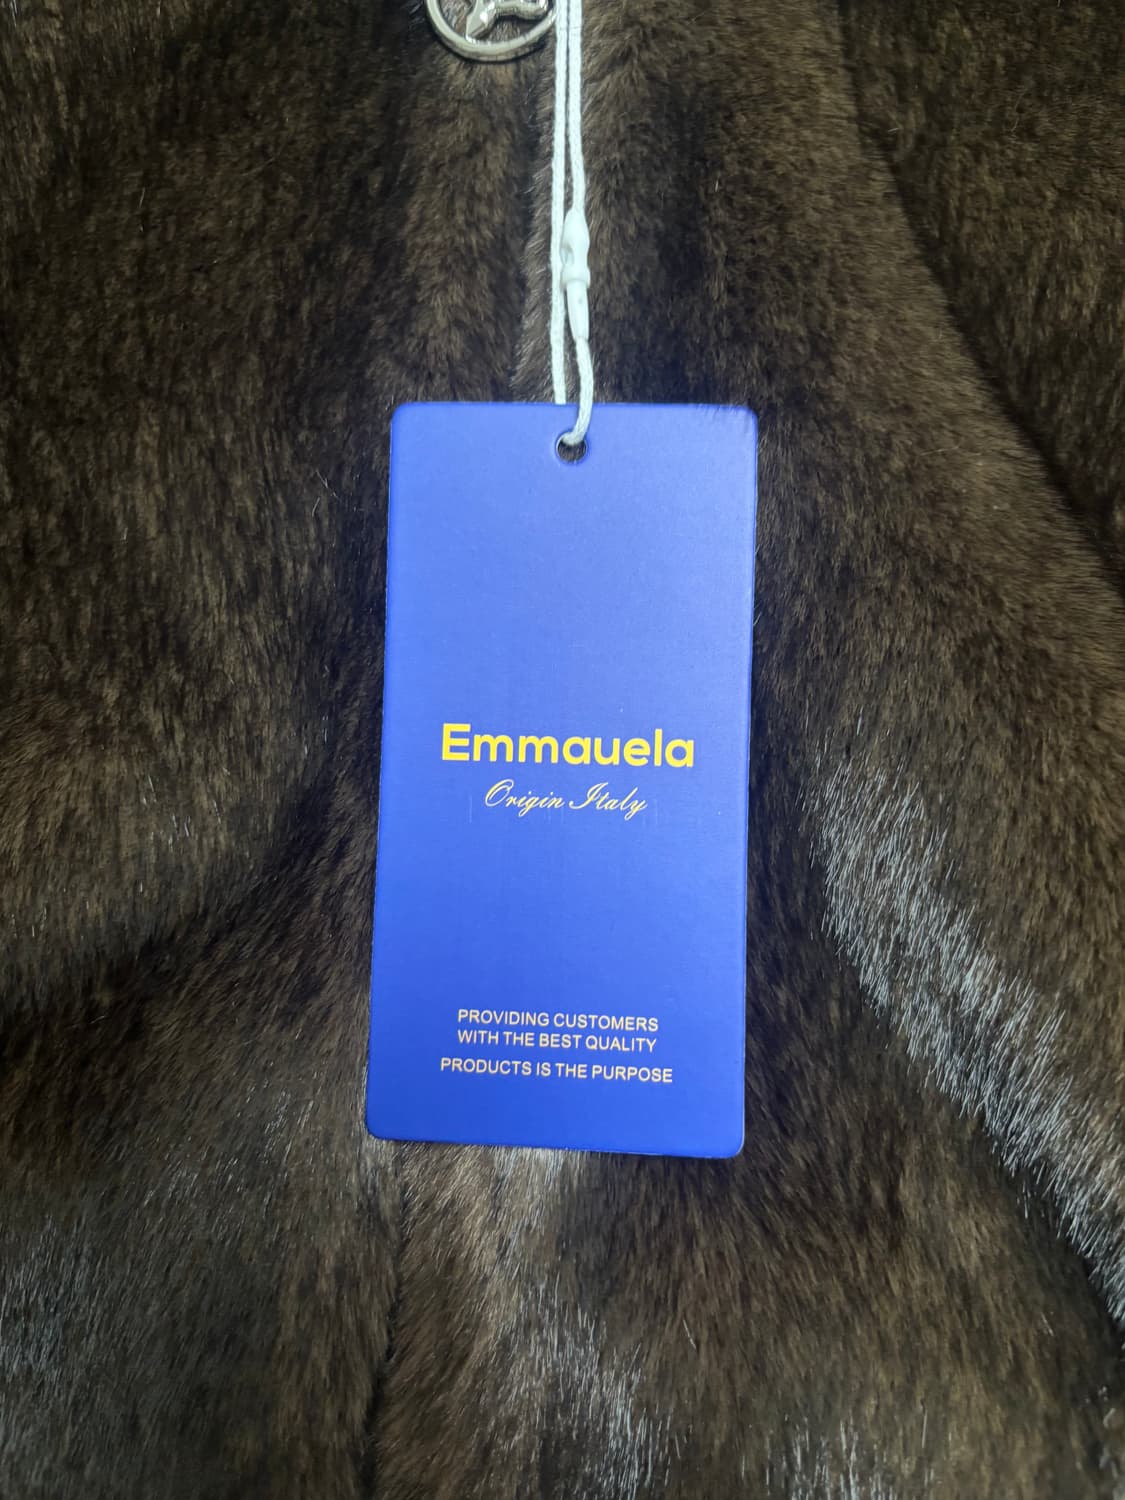 Emmauela
Origin Italy
PROVIDING CUSTOMERS
WITH THE BEST QUALITY
PRODUCTS IS THE PURPOSE